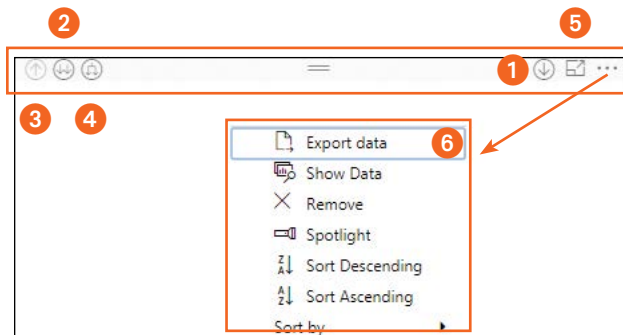 2
5
1
...
3
4
Export data
6
Show Data
Remove
Spotlight
Z
A
Sort Descending
A
Z
Sort Ascending
Sort by